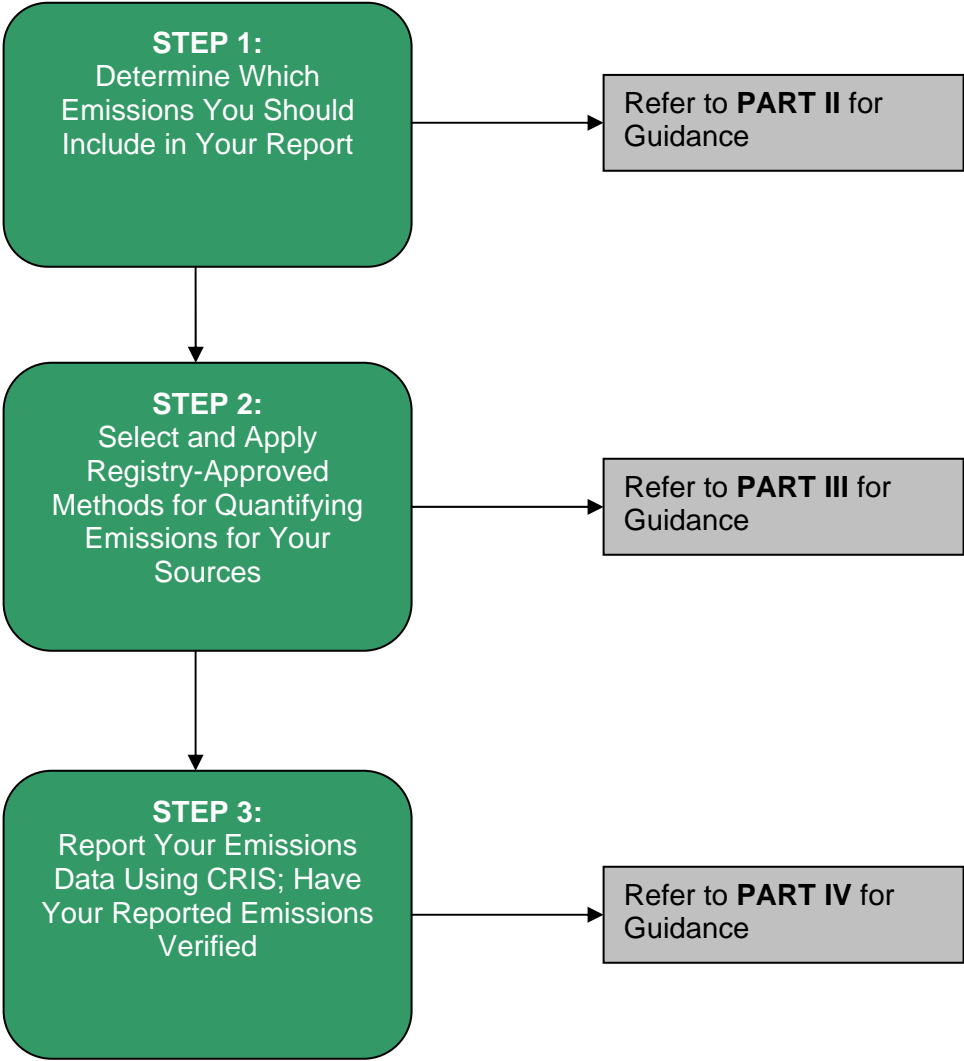 STEP 1:
Determine Which
Emissions You Should
Include in Your Report
Refer to PART II for
Guidance
STEP 2:
Select and Apply
Registry-Approved
Methods for Quantifying
Emissions for Your
Sources
Refer to PART III for
Guidance
STEP 3:
Report Your Emissions
Data Using CRIS; Have
Your Reported Emissions
Verified
Refer to PART IV for
Guidance